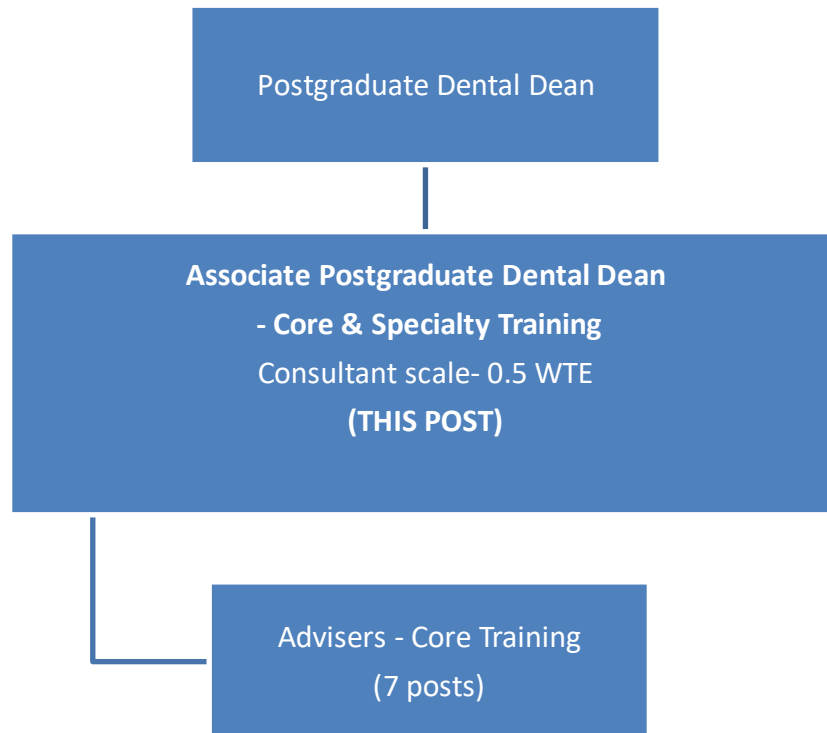 Postgraduate Dental Dean
Associate Postgraduate Dental Dean
- Core & Specialty Training
Consultant scale- 0.5 WTE
(THIS POST)
Advisers - Core Training
(7 posts)